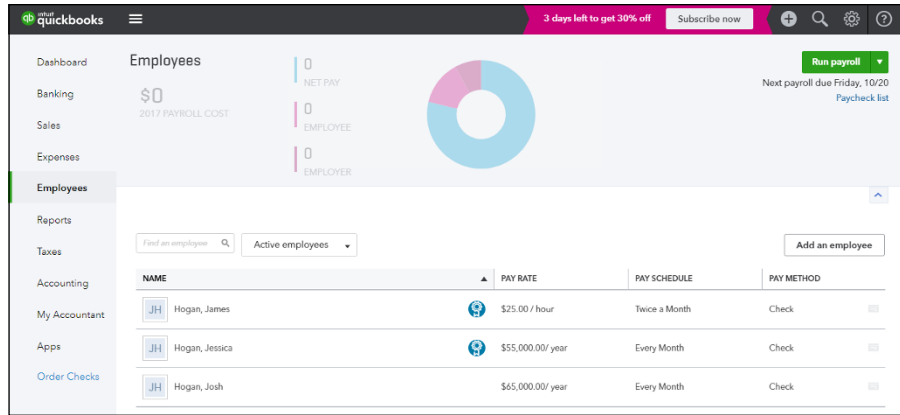 qb intuit quickbooks
3 days left to get 30% off Subscribe now
Dashboard
Banking
Sales
Expenses
Employees
Reports
Taxes
Accounting
My Accountant
Apps
Order Checks
Employees
$0
2017 PAYROLL COST
0
NET PAY
0
EMPLOYEE
0
EMPLOYER
Run payroll
Next payroll due Friday, 10/20
Paycheck list
Find an employee Active employees Add an employee
NAME PAY RATE PAY SCHEDULE PAY METHOD
JH Hogan, James $25.00 / hour Twice a Month Check
JH Hogan, Jessica $55,000.00/ year Every Month Check
JH Hogan, Josh $65,000.00/ year Every Month Check